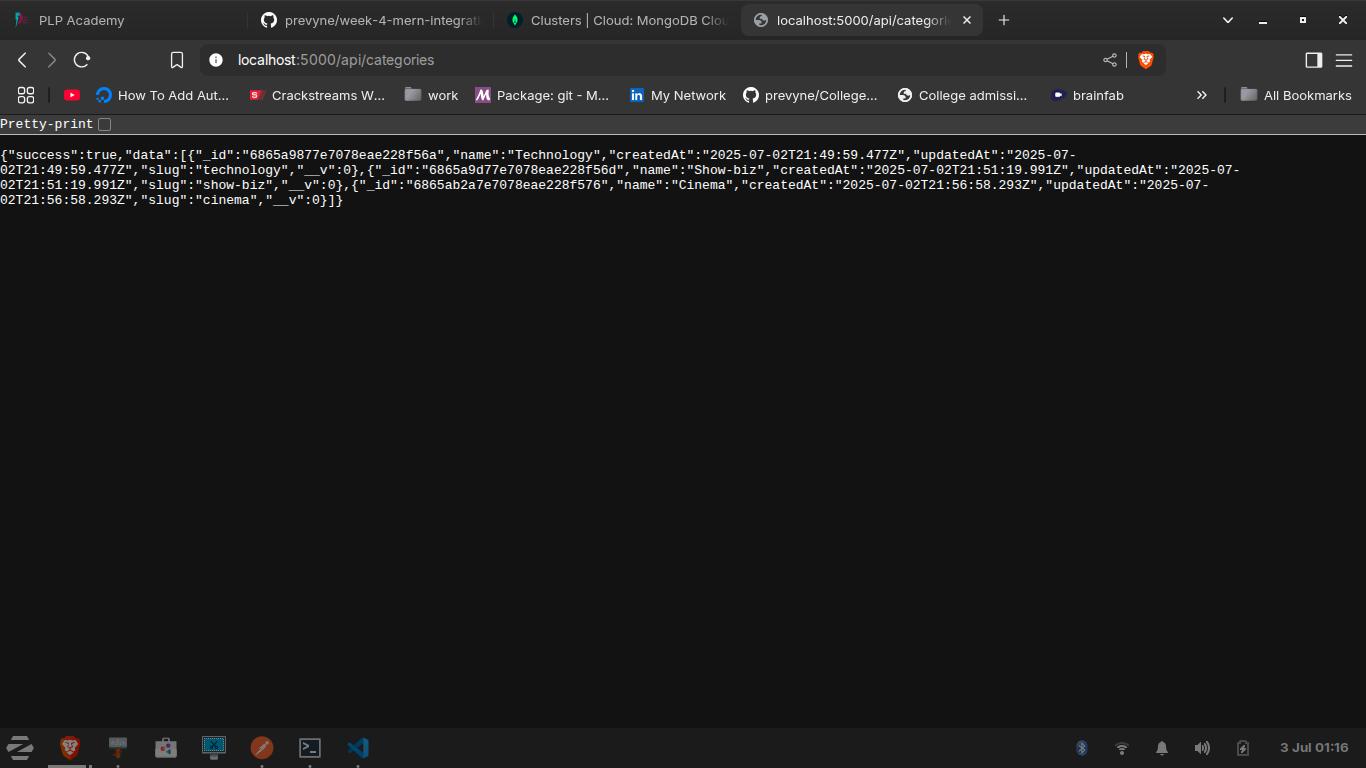 PLP Academy
prevyne/week-4-mern-integrat
Clusters | Cloud: MongoDB Clou
localhost:5000/api/categori
localhost:5000/api/categories
How To Add Aut...
Crackstreams W...
work
Package: git - M...
My Network
prevyne/College...
College admissi...
brainfab
All Bookmarks
Pretty-print
{"success":true,"data":[{"_id":"6865a9877e7078eae228f56a","name":"Technology","createdAt":"2025-07-02T21:49:59.477Z","updatedAt":"2025-07-
02T21:49:59.477Z","slug":"technology","__v":0},{"_id":"6865a9d77e7078eae228f56d","name":"Show-biz","createdAt":"2025-07-02T21:51:19.991Z","updatedAt":"2025-07-
02T21:51:19.991Z","slug":"show-biz","__v":0},{"_id":"6865ab2a7e7078eae228f576","name":"Cinema","createdAt":"2025-07-02T21:56:58.293Z","updatedAt":"2025-07-
02T21:56:58.293Z","slug":"cinema","__v":0}]}
3 Jul 01:16